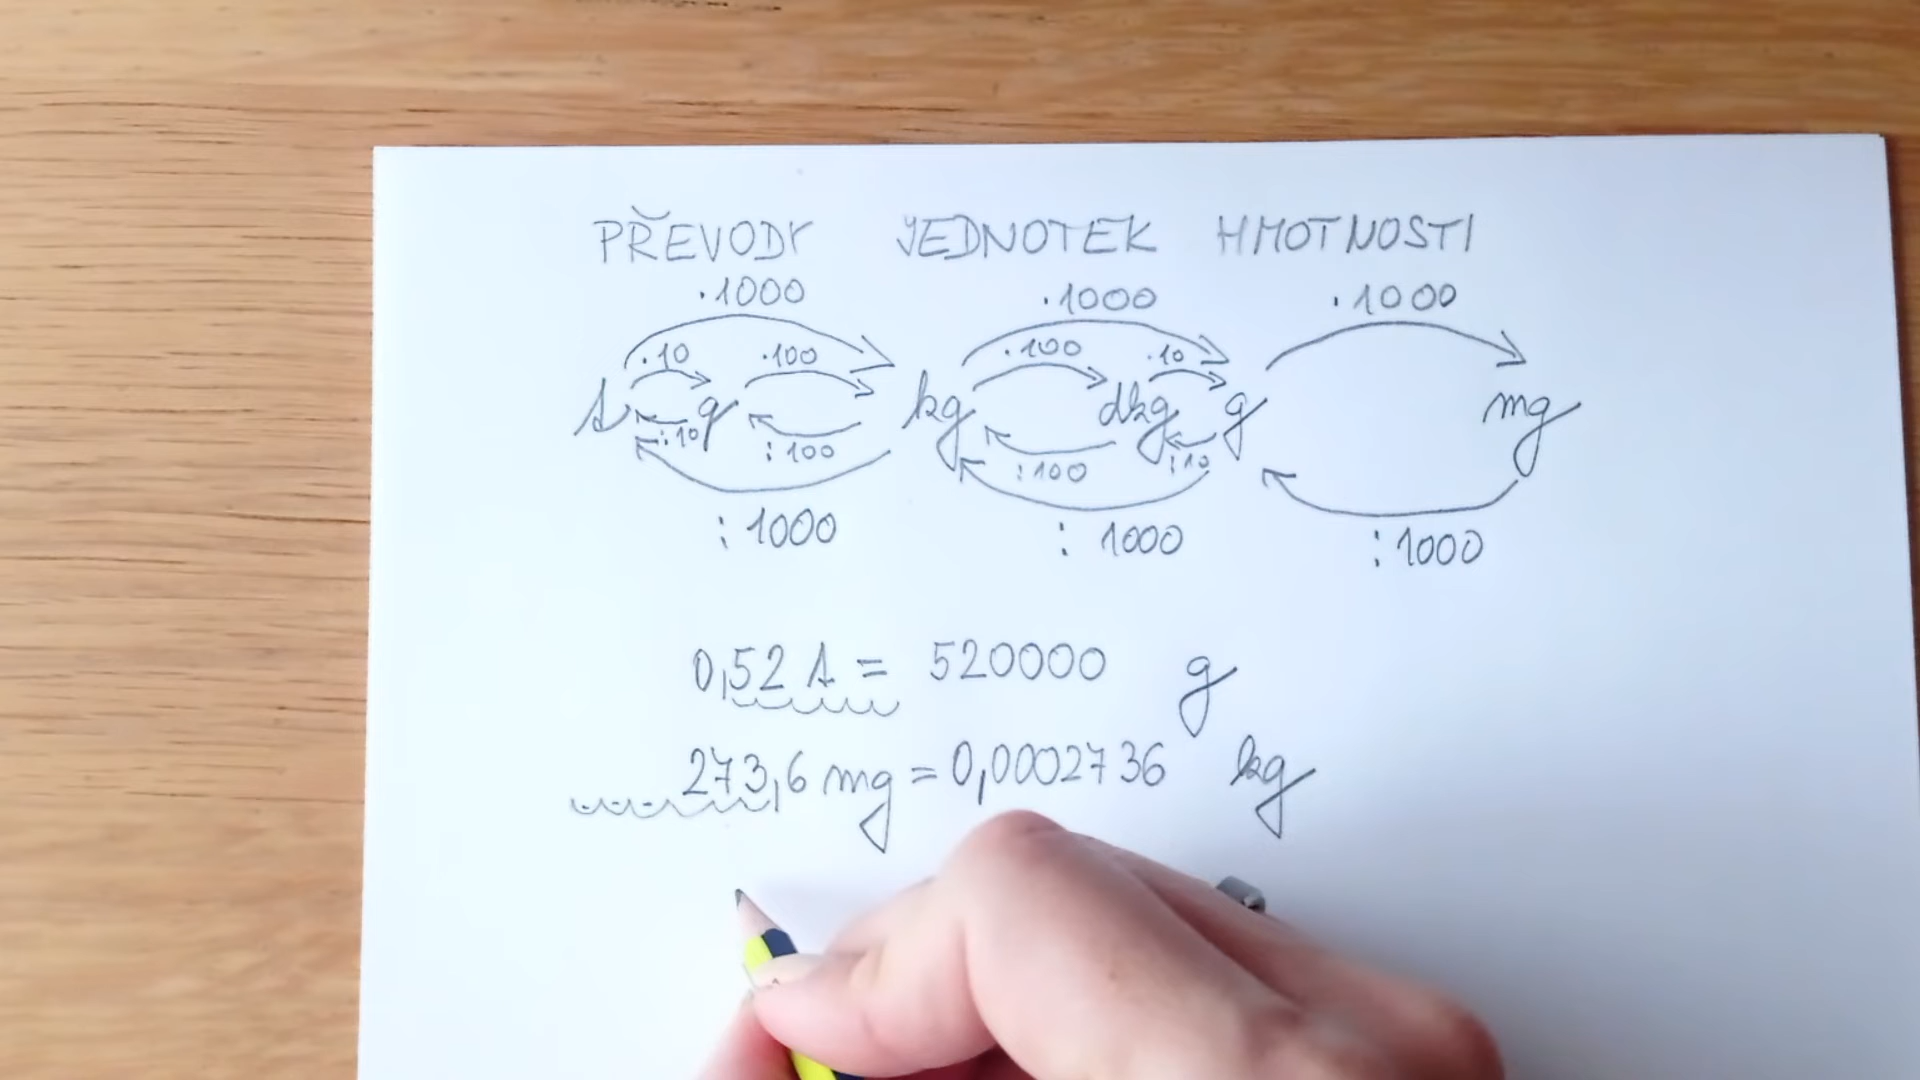 PŘEVODY JEDNOTEK HMOTNOSTI
.1000 .1000 .1000
.10 .100 .100 .10
t q kg dkg g mg
:10 :100 :100 :10
:1000 :1000 :1000
0,52 t = 520000 g
273,6 mg = 0,0002736 kg